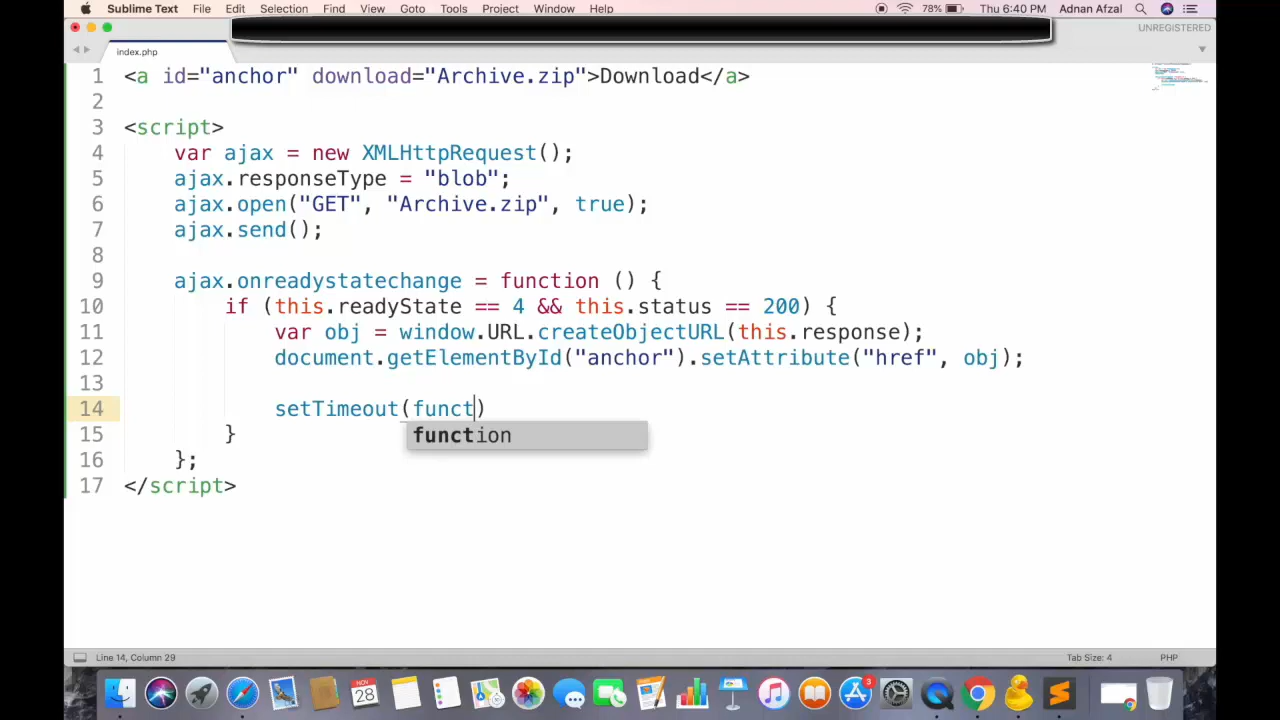 Sublime Text File Edit Selection Find View Goto Tools Project Window Help 78% Thu 6:40 PM Adnan Afzal
UNREGISTERED
index.php
1 <a id="anchor" download="Archive.zip">Download</a>
2
3 <script>
4 var ajax = new XMLHttpRequest();
5 ajax.responseType = "blob";
6 ajax.open("GET", "Archive.zip", true);
7 ajax.send();
8
9 ajax.onreadystatechange = function () {
10 if (this.readyState == 4 && this.status == 200) {
11 var obj = window.URL.createObjectURL(this.response);
12 document.getElementById("anchor").setAttribute("href", obj);
13
14 setTimeout(funct)
function
15 }
16 };
17 </script>
Line 14, Column 29 Tab Size: 4 PHP
NOV
28
3